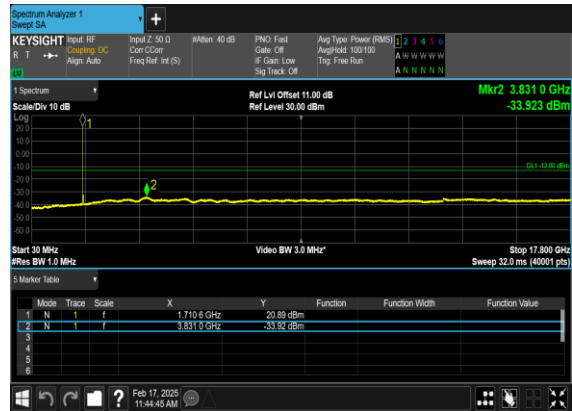 Spectrum Analyzer 1
Swept SA
KEYSIGHT Input: RF Input Z: 50 Ω #Atten: 40 dB PNO: Fast Avg Type: Power (RMS) 1 2 3 4 5 6
R T Coupling: DC Corr CCorr Gate: Off Avg|Hold: 100/100 A W W W W W
Align: Auto Freq Ref: Int (S) IF Gain: Low Trig: Free Run
LW Sig Track: Off A N N N N N
1 Spectrum Ref Lvl Offset 11.00 dB Mkr2 3.831 0 GHz
Scale/Div 10 dB Ref Level 30.00 dBm -33.923 dBm
Log
1
20.0
10.0
0.00
-10.0 DL1 -13.00 dBm
-20.0
2
-30.0
-40.0
-50.0
-60.0
Start 30 MHz Video BW 3.0 MHz* Stop 17.800 GHz
#Res BW 1.0 MHz Sweep 32.0 ms (40001 pts)
5 Marker Table
Mode Trace Scale X Y Function Function Width Function Value
1 N 1 f 1.710 6 GHz 20.89 dBm
2 N 1 f 3.831 0 GHz -33.92 dBm
3
4
5
6
? Feb 17, 2025
11:44:45 AM